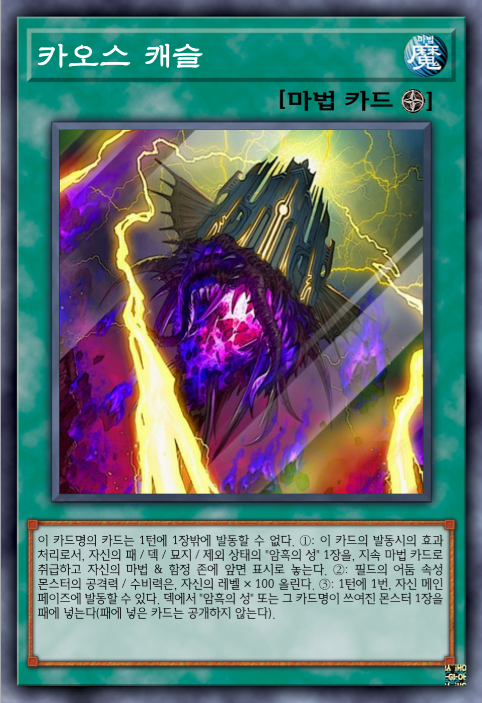 카오스 캐슬
마법
魔
[마법 카드]
이 카드명의 카드는 1턴에 1장밖에 발동할 수 없다. ①: 이 카드의 발동시의 효과
처리로서, 자신의 패 / 덱 / 묘지 / 제외 상태의 "암흑의 성" 1장을, 지속 마법 카드로
취급하고 자신의 마법 & 함정 존에 앞면 표시로 놓는다. ②: 필드의 어둠 속성
몬스터의 공격력 / 수비력은, 자신의 레벨 × 100 올린다. ③: 1턴에 1번, 자신 메인
페이즈에 발동할 수 있다. 덱에서 "암흑의 성" 또는 그 카드명이 쓰여진 몬스터 1장을
패에 넣는다(패에 넣은 카드는 공개하지 않는다).